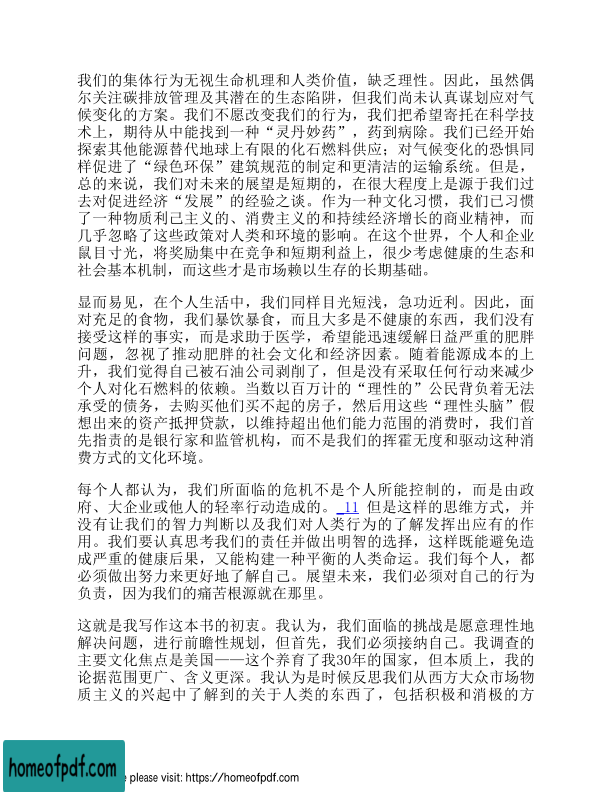 我们的集体行为无视生命机理和人类价值，缺乏理性。因此，虽然偶
尔关注碳排放管理及其潜在的生态陷阱，但我们尚未认真谋划应对气
候变化的方案。我们不愿改变我们的行为，我们把希望寄托在科学技
术上，期待从中能找到一种“灵丹妙药”，药到病除。我们已经开始
探索其他能源替代地球上有限的化石燃料供应；对气候变化的恐惧同
样促进了“绿色环保”建筑规范的制定和更清洁的运输系统。但是，
总的来说，我们对未来的展望是短期的，在很大程度上是源于我们过
去对促进经济“发展”的经验之谈。作为一种文化习惯，我们已习惯
了一种物质利己主义的、消费主义的和持续经济增长的商业精神，而
几乎忽略了这些政策对人类和环境的影响。在这个世界，个人和企业
鼠目寸光，将奖励集中在竞争和短期利益上，很少考虑健康的生态和
社会基本机制，而这些才是市场赖以生存的长期基础。
显而易见，在个人生活中，我们同样目光短浅，急功近利。因此，面
对充足的食物，我们暴饮暴食，而且大多是不健康的东西，我们没有
接受这样的事实，而是求助于医学，希望能迅速缓解日益严重的肥胖
问题，忽视了推动肥胖的社会文化和经济因素。随着能源成本的上
升，我们觉得自己被石油公司剥削了，但是没有采取任何行动来减少
个人对化石燃料的依赖。当数以百万计的“理性的”公民背负着无法
承受的债务，去购买他们买不起的房子，然后用这些“理性头脑”假
想出来的资产抵押贷款，以维持超出他们能力范围的消费时，我们首
先指责的是银行家和监管机构，而不是我们的挥霍无度和驱动这种消
费方式的文化环境。
每个人都认为，我们所面临的危机不是个人所能控制的，而是由政
府、大企业或他人的轻率行动造成的。_11 但是这样的思维方式，并
没有让我们的智力判断以及我们对人类行为的了解发挥出应有的作
用。我们要认真思考我们的责任并做出明智的选择，这样既能避免造
成严重的健康后果，又能构建一种平衡的人类命运。我们每个人，都
必须做出努力来更好地了解自己。展望未来，我们必须对自己的行为
负责，因为我们的痛苦根源就在那里。
这就是我写作这本书的初衷。我认为，我们面临的挑战是愿意理性地
解决问题，进行前瞻性规划，但首先，我们必须接纳自己。我调查的
主要文化焦点是美国——这个养育了我30年的国家，但本质上，我的
论据范围更广、含义更深。我认为是时候反思我们从西方大众市场物
质主义的兴起中了解到的关于人类的东西了，包括积极和消极的方
homeofpdf.com
e please visit: https://homeofpdf.com